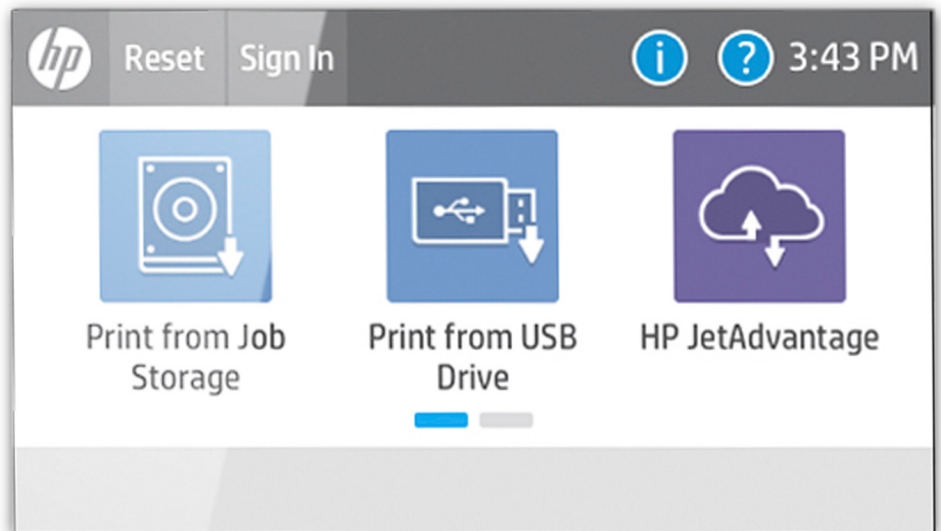 hp Reset Sign In i ? 3:43 PM
Print from Job Print from USB HP JetAdvantage
Storage Drive